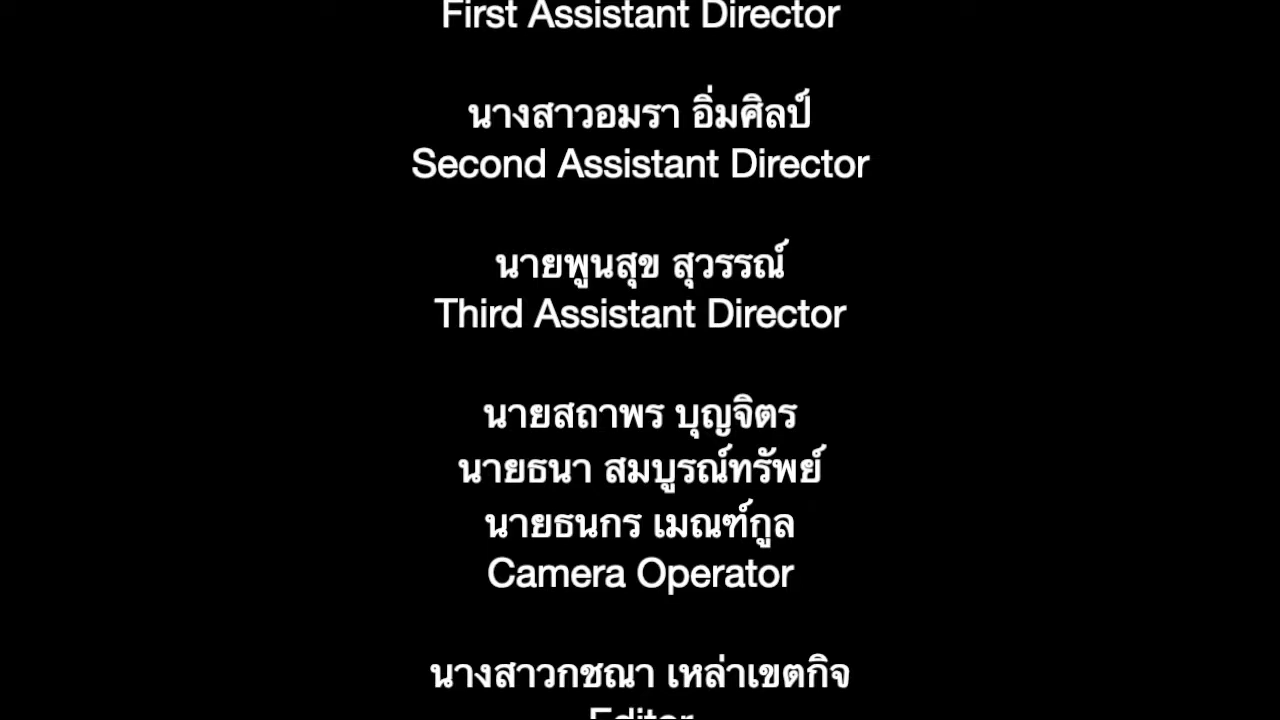 First Assistant Director
นางสาวอมรา อิ่มศิลป์
Second Assistant Director
นายพูนสุข สุวรรณ์
Third Assistant Director
นายสถาพร บุญจิตร
นายธนา สมบูรณ์ทรัพย์
นายธนกร เมณฑ์กูล
Camera Operator
นางสาวกชณา เหล่าเขตกิจ
Editor